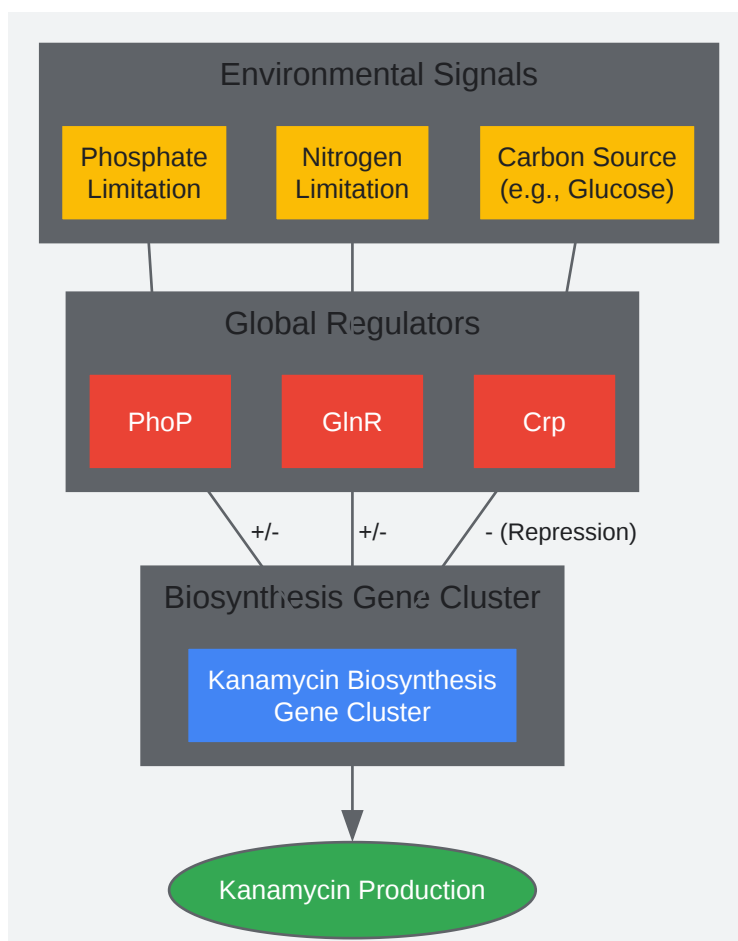 Environmental Signals
Phosphate
Limitation
Nitrogen
Limitation
Carbon Source
(e.g., Glucose)
Global Regulators
PhoP
GlnR
Crp
+/-
+/-
- (Repression)
Biosynthesis Gene Cluster
Kanamycin Biosynthesis
Gene Cluster
Kanamycin Production